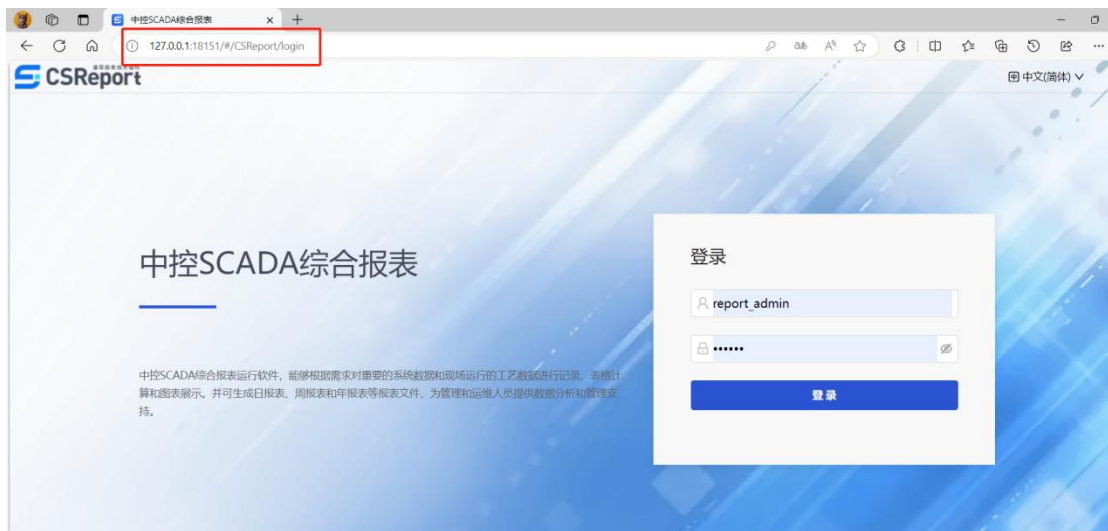 中控SCADA综合报表
127.0.0.1:18151/#/CSReport/login
CSReport
中文(简体)
中控SCADA综合报表
登录
report_admin
••••••
登录
中控SCADA综合报表运行软件，能够根据需求对重要的系统数据和现场运行的工艺数据进行记录、表格计
算和图表展示。并可生成日报表、周报表和年报表等报表文件，为管理和运维人员提供数据分析和管理支
持。